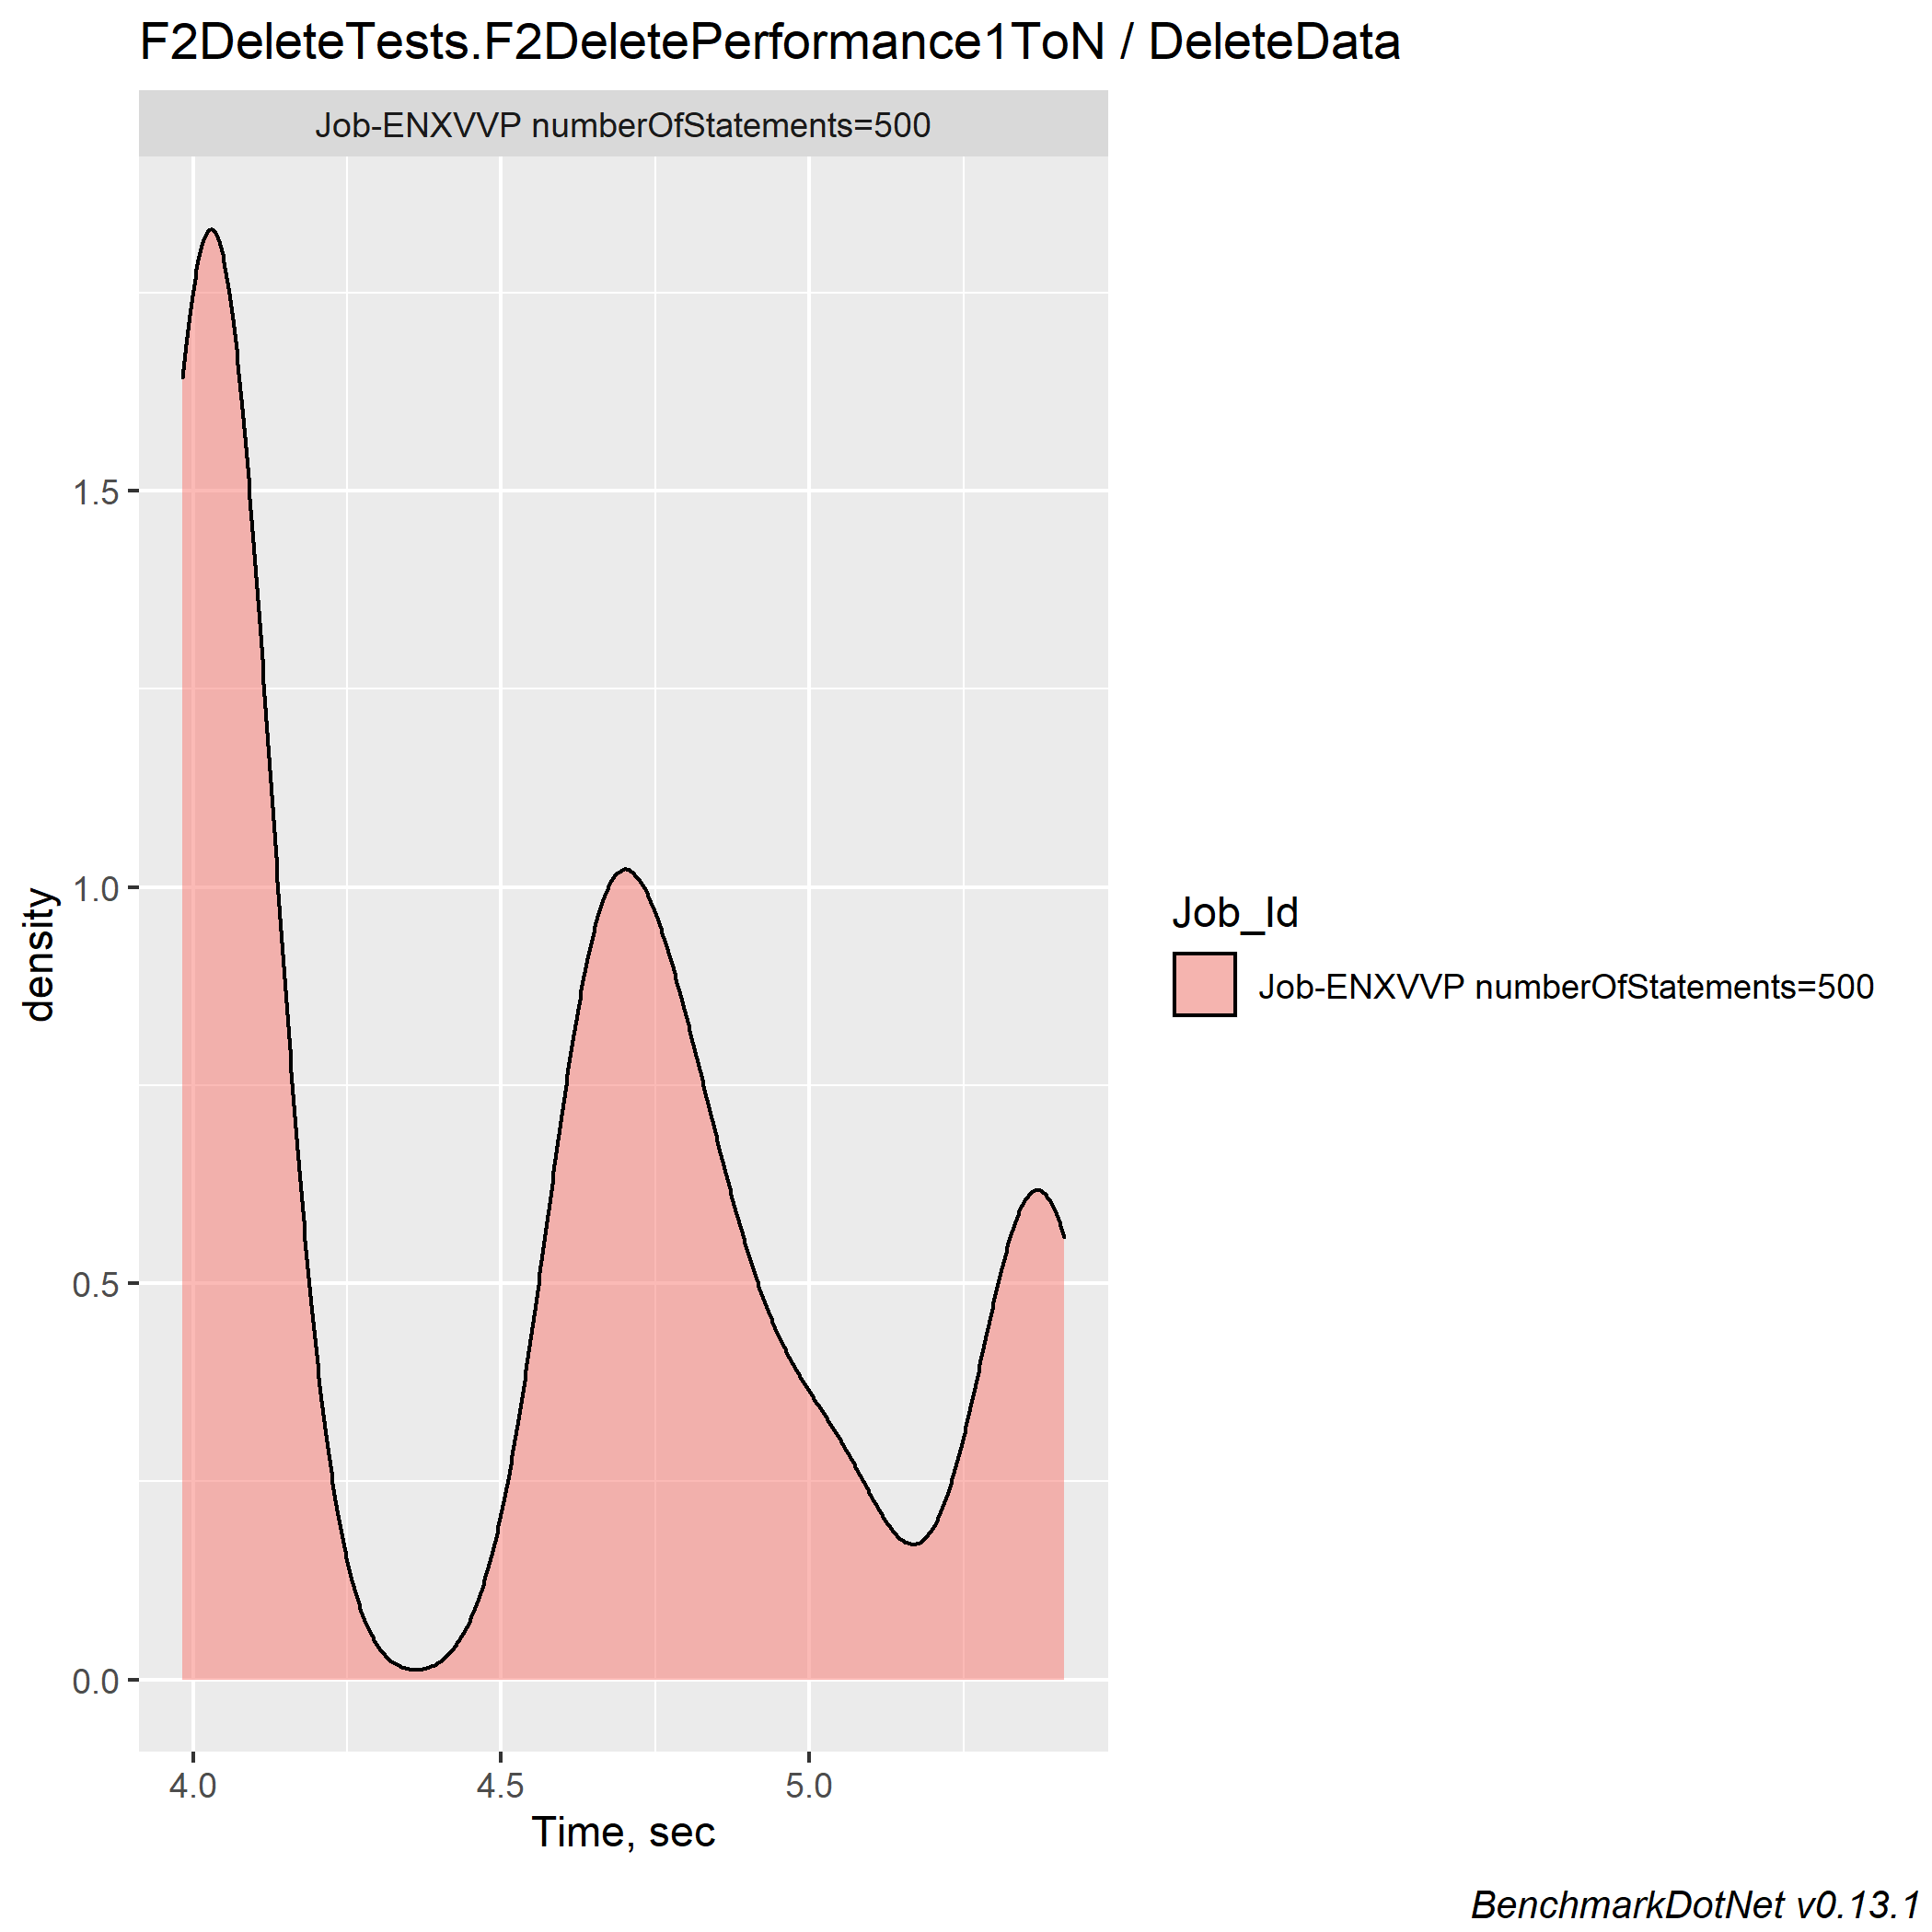 F2DeleteTests.F2DeletePerformance1ToN / DeleteData
Job-ENXVVP numberOfStatements=500
1.5
1.0
0.5
0.0
density
4.0 4.5 5.0
Time, sec
Job_Id
Job-ENXVVP numberOfStatements=500
BenchmarkDotNet v0.13.1